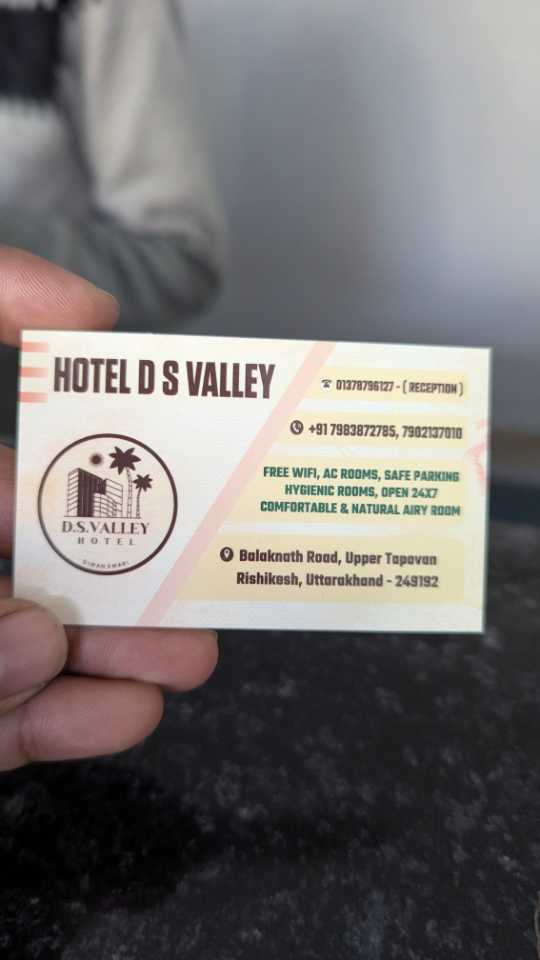 HOTEL D S VALLEY
01378796127 - ( RECEPTION )
+91 7983872785, 7902137010
FREE WIFI, AC ROOMS, SAFE PARKING
HYGIENIC ROOMS, OPEN 24X7
COMFORTABLE & NATURAL AIRY ROOM
D.S.VALLEY
HOTEL
Balaknath Road, Upper Tapovan
Rishikesh, Uttarakhand - 249192